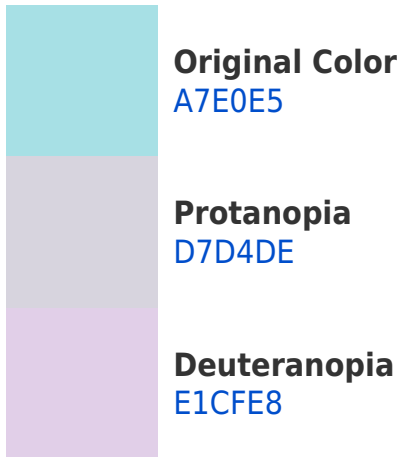 Original Color
A7E0E5
Protanopia
D7D4DE
Deuteranopia
E1CFE8